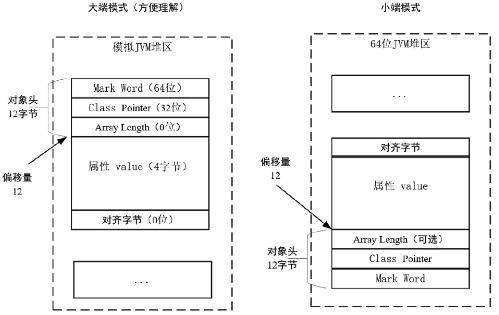 大端模式（方便理解）
模拟JVM堆区
Mark Word（64位）
Class Pointer（32位）
Array Length（0位）
属性 value（4字节）
对齐字节（0位）
...
对象头
12字节
偏移量
12
小端模式
64位JVM堆区
...
对齐字节
属性 value
Array Length（可选）
Class Pointer
Mark Word
偏移量
12
对象头
12字节